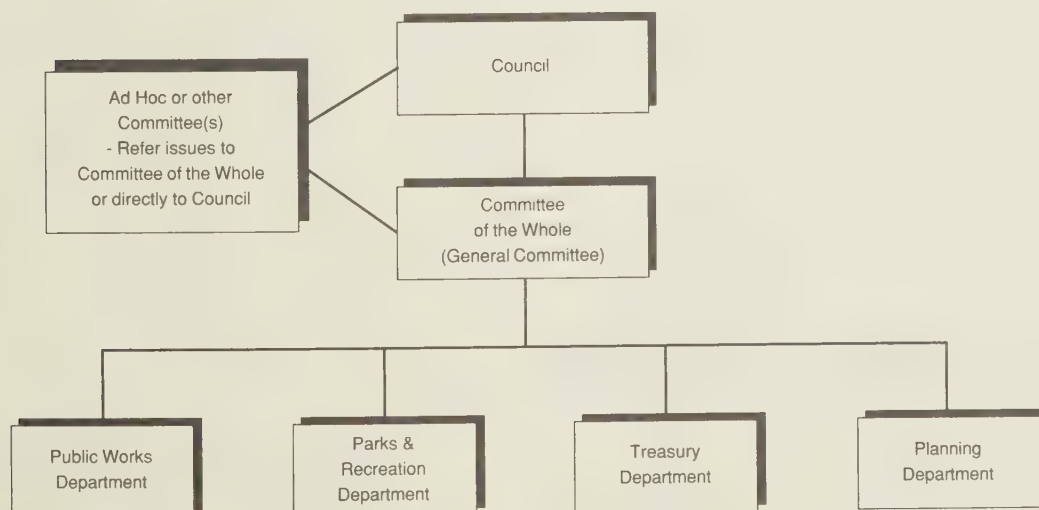 Council
Ad Hoc or other
Committee(s)
- Refer issues to
Committee of the Whole
or directly to Council
Committee
of the Whole
(General Committee)
Public Works
Department
Parks &
Recreation
Department
Treasury
Department
Planning
Department